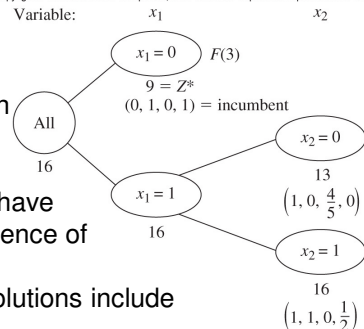 Variable: x₁ x₂
x₁ = 0 F(3)
9 = Z*
(0, 1, 0, 1) = incumbent
All
16
x₂ = 0
13
(1, 0, 4/5, 0)
have
x₁ = 1
16
ence of
x₂ = 1
16
olutions include
(1, 1, 0, 1/2)